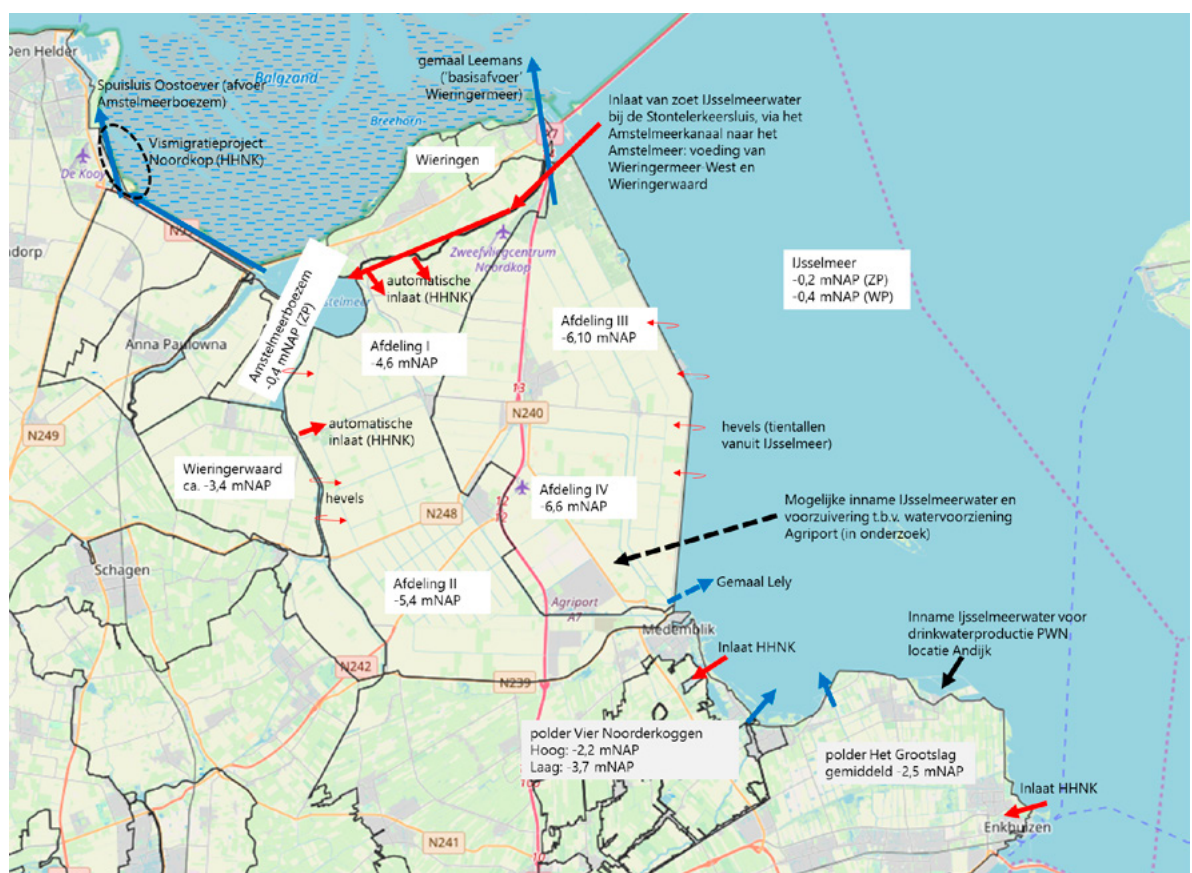 Den Helder
Balgzand
Spuisluis Oostoever (afvoer
Amstelmeerboezem)
Vismigratieproject
Noordkop (HHNK)
De Kooy
Breehorn
gemaal Leemans
('basisafvoer'
Wieringermeer)
Inlaat van zoet IJsselmeerwater
bij de Stontelerkeersluis, via het
Amstelmeerkanaal naar het
Amstelmeer: voeding van
Wieringermeer-West en
Wieringerwaard
Wieringen
Zweefvliegcentrum
Noordkop
automatische
inlaat (HHNK)
Amstelmeerboezem
-0,4 mNAP (ZP)
IJsselmeer
-0,2 mNAP (ZP)
-0,4 mNAP (WP)
Anna Paulowna
Afdeling I
-4,6 mNAP
Afdeling III
-6,10 mNAP
13
N240
N249
automatische
inlaat (HHNK)
hevels (tientallen
vanuit IJsselmeer)
Wieringerwaard
ca. -3,4 mNAP
hevels
Afdeling IV
-6,6 mNAP
12
12
N248
Mogelijke inname IJsselmeerwater en
voorzuivering t.b.v. watervoorziening
Agriport (in onderzoek)
Schagen
Afdeling II
-5,4 mNAP
Agriport
A7
Gemaal Lely
Medemblik
Inname Ijsselmeerwater voor
drinkwaterproductie PWN
locatie Andijk
Inlaat HHNK
N242
N239
polder Vier Noorderkoggen
Hoog: -2,2 mNAP
Laag: -3,7 mNAP
polder Het Grootslag
gemiddeld -2,5 mNAP
Inlaat HHNK
Enkhuizen
N241
10